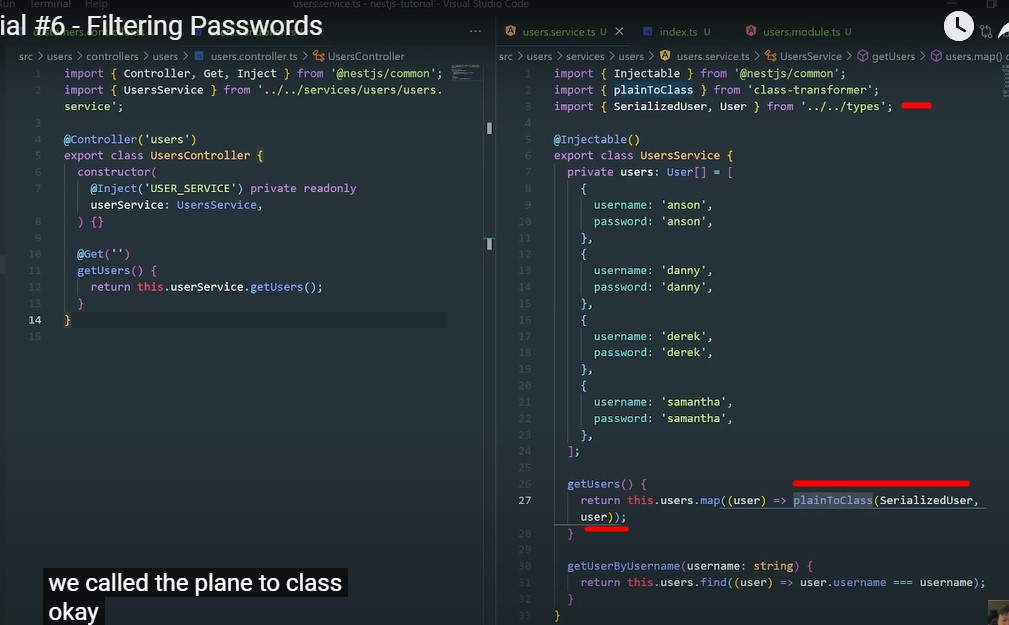 Run Terminal Help
users.service.ts - nestjs-tutorial - Visual Studio Code
ial #6 - Filtering Passwords
src > users > controllers > users > users.controller.ts > UsersController
1 import { Controller, Get, Inject } from '@nestjs/common';
2 import { UsersService } from '../../services/users/users.
service';
3
4 @Controller('users')
5 export class UsersController {
6 constructor(
7 @Inject('USER_SERVICE') private readonly
userService: UsersService,
8 ) {}
9
10 @Get('')
11 getUsers() {
12 return this.userService.getUsers();
13 }
14 }
15
users.service.ts U index.ts U users.module.ts U
src > users > services > users > users.service.ts > UsersService > getUsers > users.map()
1 import { Injectable } from '@nestjs/common';
2 import { plainToClass } from 'class-transformer';
3 import { SerializedUser, User } from '../../types';
4
5 @Injectable()
6 export class UsersService {
7 private users: User[] = [
8 {
9 username: 'anson',
10 password: 'anson',
11 },
12 {
13 username: 'danny',
14 password: 'danny',
15 },
16 {
17 username: 'derek',
18 password: 'derek',
19 },
20 {
21 username: 'samantha',
22 password: 'samantha',
23 },
24 ];
25
26 getUsers() {
27 return this.users.map((user) => plainToClass(SerializedUser,
user));
28 }
29
30 getUserByUsername(username: string) {
31 return this.users.find((user) => user.username === username);
32 }
33 }
we called the plane to class
okay